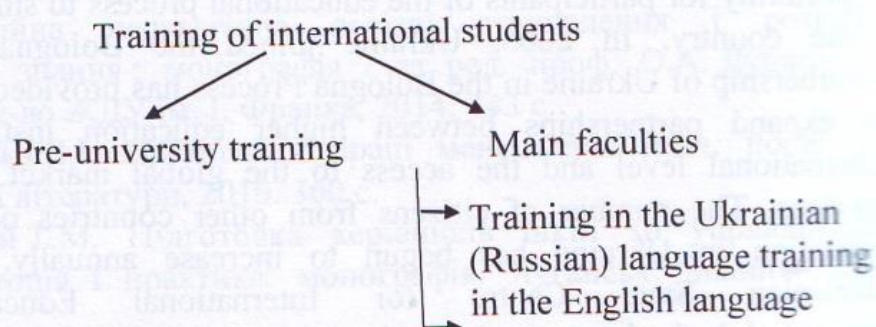 Training of international students
Pre-university training
Main faculties
Training in the Ukrainian
(Russian) language training
in the English language